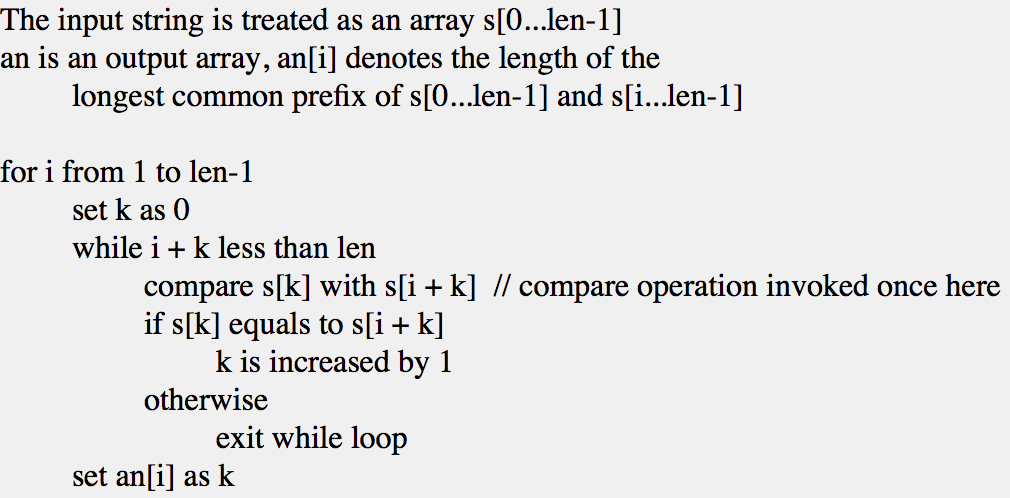 The input string is treated as an array s[0...len-1]
an is an output array, an[i] denotes the length of the
longest common prefix of s[0...len-1] and s[i...len-1]
for i from 1 to len-1
set k as 0
while i + k less than len
compare s[k] with s[i + k] // compare operation invoked once here
if s[k] equals to s[i + k]
k is increased by 1
otherwise
exit while loop
set an[i] as k